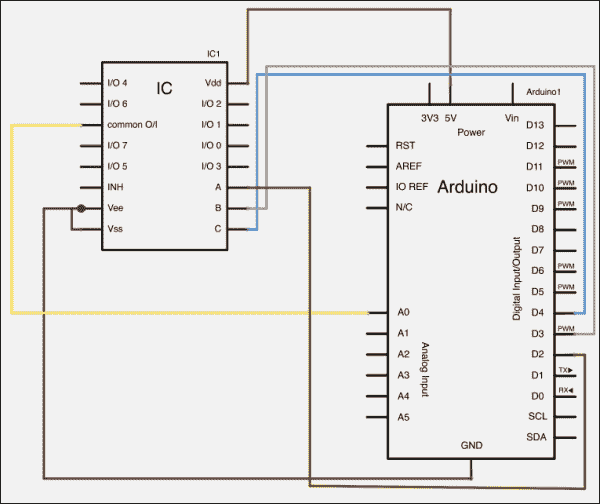 IC1
IC
I/O 4
Vdd
I/O 6
I/O 2
common O/I
I/O 1
I/O 7
I/O 0
I/O 5
I/O 3
INH
A
Vee
B
Vss
C
Arduino1
3V3
5V
Vin
Power
Arduino
RST
AREF
IO REF
N/C
A0
A1
A2
A3
A4
A5
Analog Input
Digital Input/Output
D13
D12
D11 PWM
D10 PWM
D9 PWM
D8
D7
D6 PWM
D5 PWM
D4
D3 PWM
D2
D1 TX▶
D0 RX◀
SCL
SDA
GND